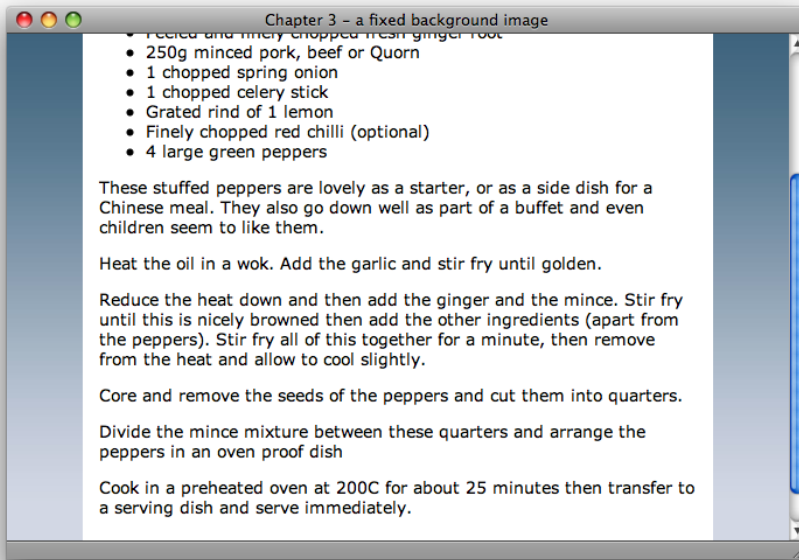 Chapter 3 – a fixed background image
• Peeled and finely chopped fresh ginger root
• 250g minced pork, beef or Quorn
• 1 chopped spring onion
• 1 chopped celery stick
• Grated rind of 1 lemon
• Finely chopped red chilli (optional)
• 4 large green peppers
These stuffed peppers are lovely as a starter, or as a side dish for a
Chinese meal. They also go down well as part of a buffet and even
children seem to like them.
Heat the oil in a wok. Add the garlic and stir fry until golden.
Reduce the heat down and then add the ginger and the mince. Stir fry
until this is nicely browned then add the other ingredients (apart from
the peppers). Stir fry all of this together for a minute, then remove
from the heat and allow to cool slightly.
Core and remove the seeds of the peppers and cut them into quarters.
Divide the mince mixture between these quarters and arrange the
peppers in an oven proof dish
Cook in a preheated oven at 200C for about 25 minutes then transfer to
a serving dish and serve immediately.